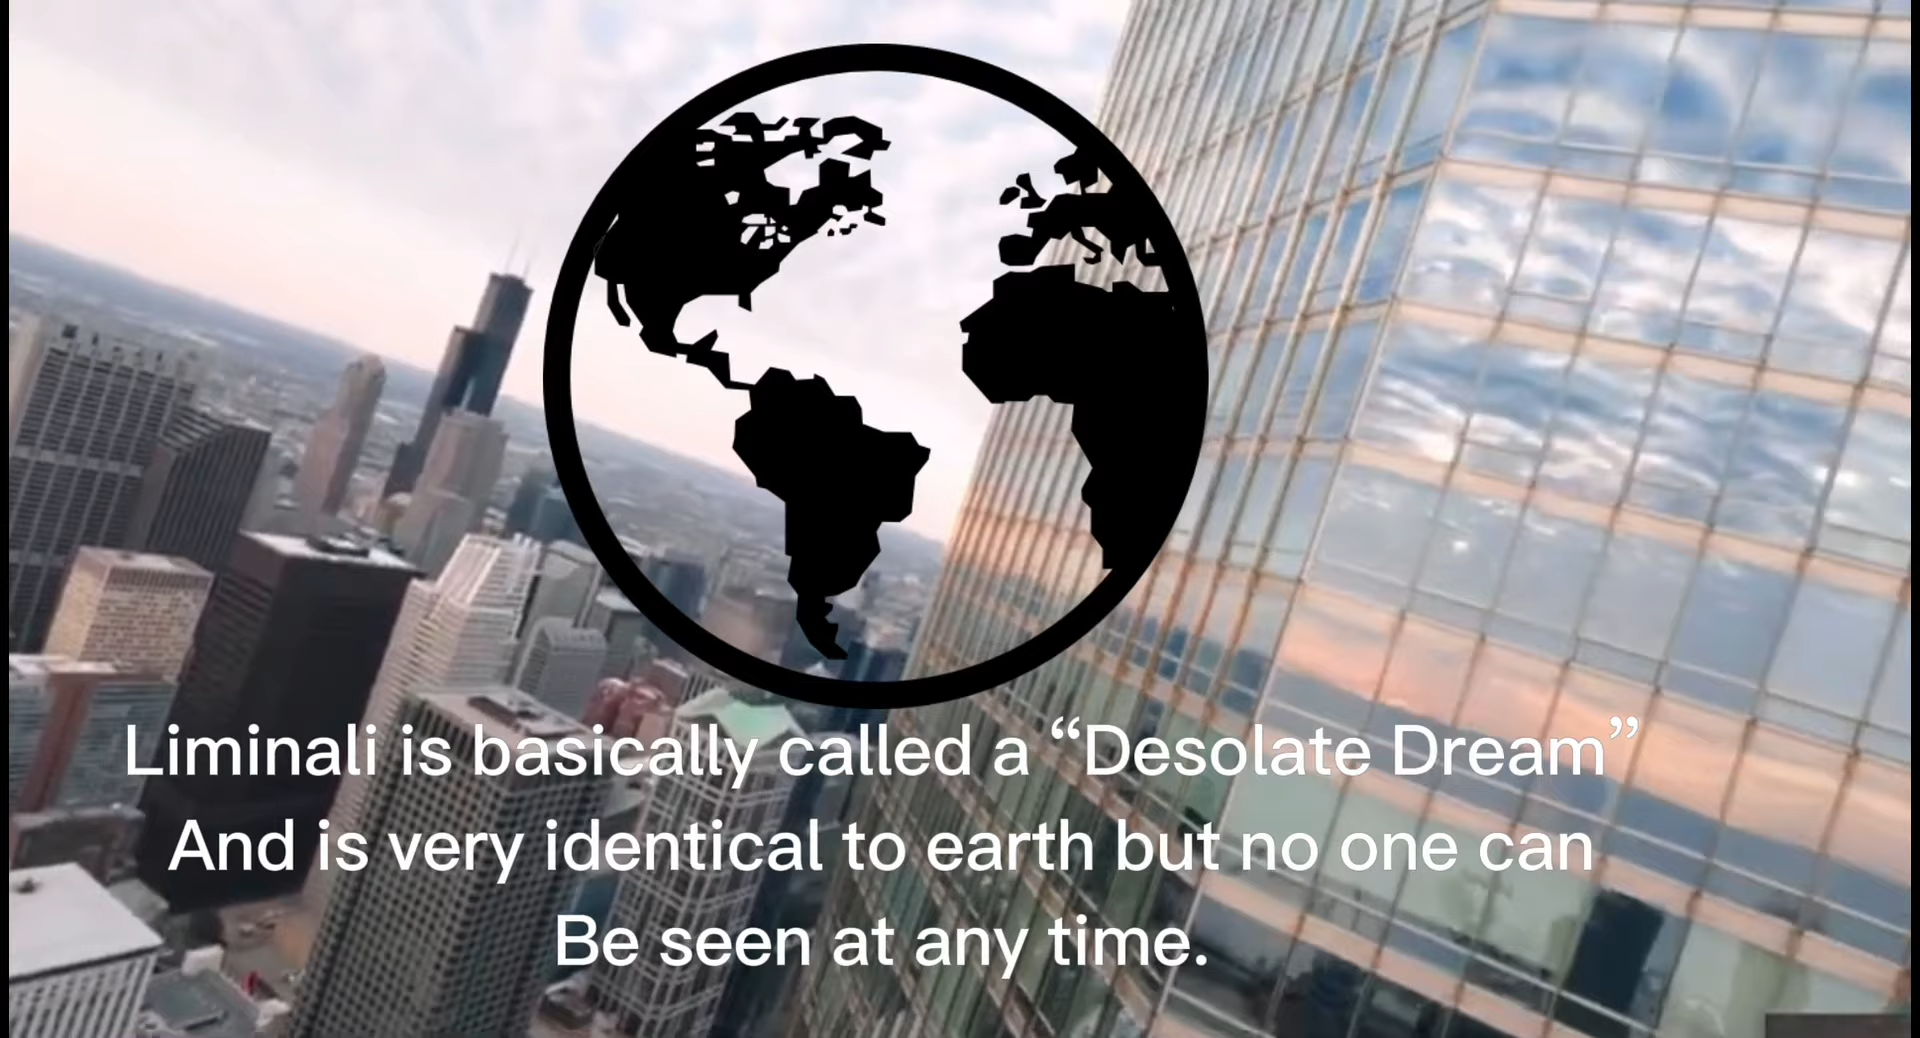 Liminali is basically called a “Desolate Dream”
And is very identical to earth but no one can
Be seen at any time.